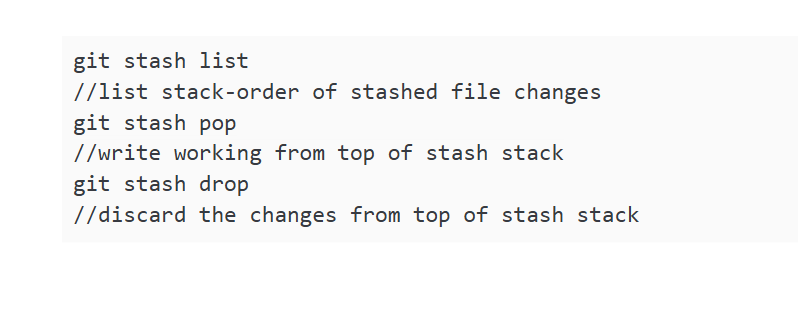 git stash list
//list stack-order of stashed file changes
git stash pop
//write working from top of stash stack
git stash drop
//discard the changes from top of stash stack